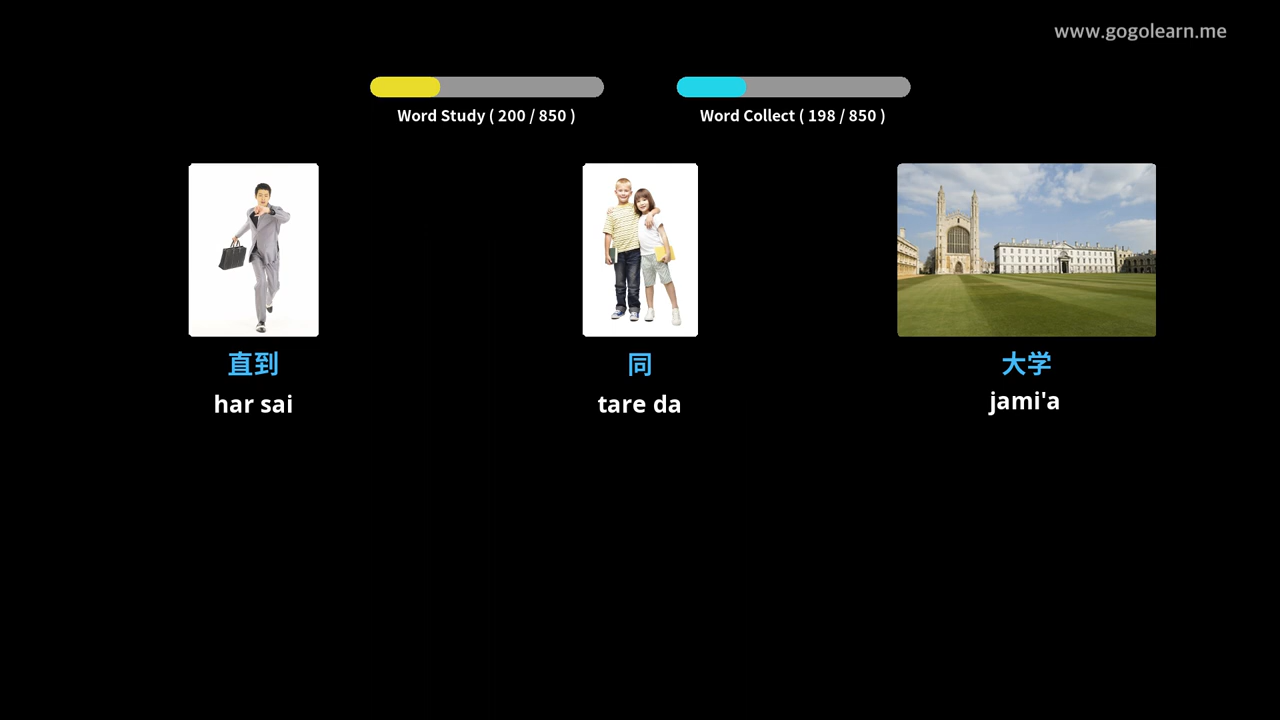 www.gogolearn.me
Word Study ( 200 / 850 )
Word Collect ( 198 / 850 )
直到
har sai
同
tare da
大学
jami'a